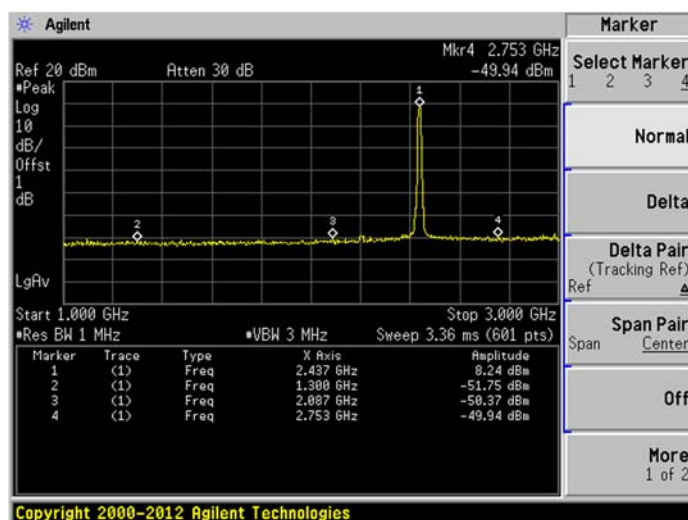 Agilent
Marker
Mkr4 2.753 GHz
Ref 20 dBm Atten 30 dB -49.94 dBm
Select Marker
1 2 3 4
#Peak
Log
10
dB/
Offst
1
dB
1
2
3
4
Normal
Delta
Delta Pair
(Tracking Ref)
Ref Δ
LgAv
Start 1.000 GHz Stop 3.000 GHz
#Res BW 1 MHz #VBW 3 MHz Sweep 3.36 ms (601 pts)
Span Pair
Span Center
Marker Trace Type X Axis Amplitude
1 (1) Freq 2.437 GHz 8.24 dBm
2 (1) Freq 1.300 GHz -51.75 dBm
3 (1) Freq 2.087 GHz -50.37 dBm
4 (1) Freq 2.753 GHz -49.94 dBm
Off
More
1 of 2
Copyright 2000-2012 Agilent Technologies